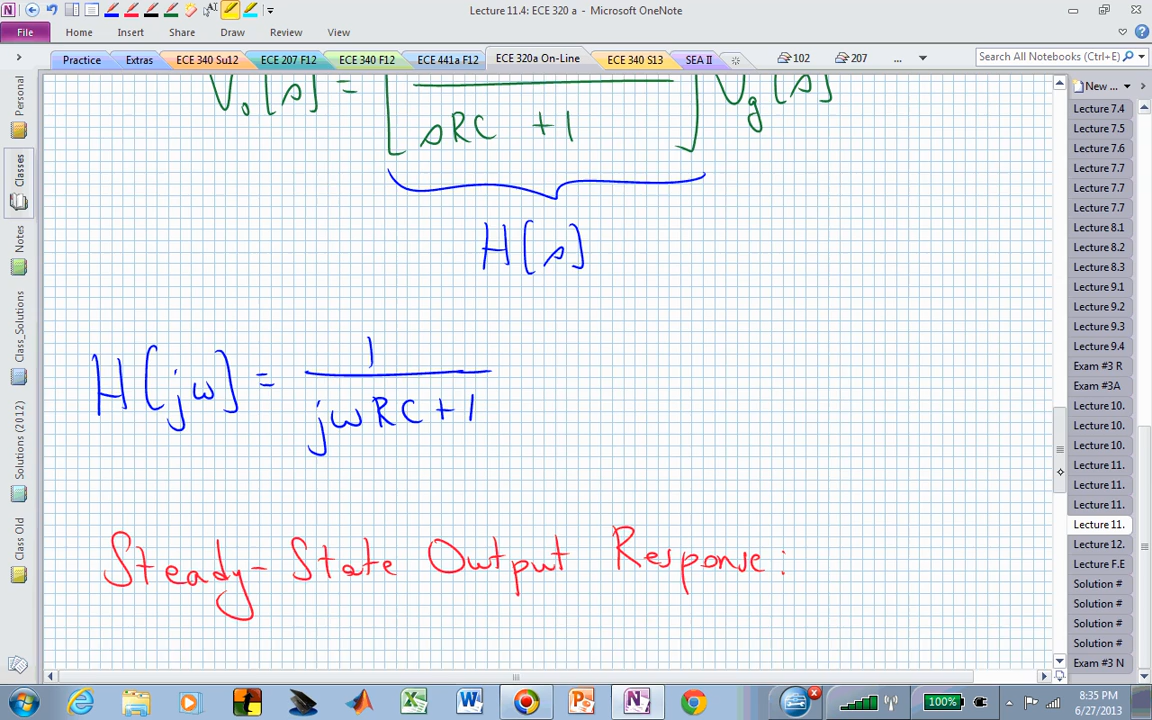 Lecture 11.4: ECE 320 a - Microsoft OneNote
File Home Insert Share Draw Review View
Practice Extras ECE 340 Su12 ECE 207 F12 ECE 340 F12 ECE 441a F12 ECE 320a On-Line ECE 340 S13 SEA II 102 207 ... Search All Notebooks (Ctrl+E)
Personal
Classes
Notes
Class_Solutions
Solutions (2012)
Class Old
V₀(s) = [ / sRC + 1 ] Vg(s)
H(s)
H(jω) = 1 / jωRC + 1
Steady-State Output Response:
New ...
Lecture 7.4
Lecture 7.5
Lecture 7.6
Lecture 7.7
Lecture 7.7
Lecture 7.7
Lecture 8.1
Lecture 8.2
Lecture 8.3
Lecture 9.1
Lecture 9.2
Lecture 9.3
Lecture 9.4
Exam #3 R
Exam #3A
Lecture 10.
Lecture 10.
Lecture 10.
Lecture 11.
Lecture 11.
Lecture 11.
Lecture 11.
Lecture 12.
Lecture F.E
Solution #
Solution #
Solution #
Solution #
Exam #3 N
100%
8:35 PM
6/27/2013